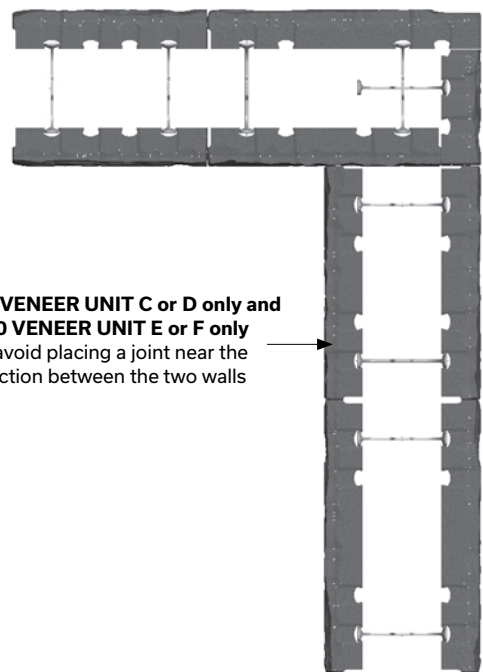 VENEER UNIT C or D only and
0 VENEER UNIT E or F only
avoid placing a joint near the
ction between the two walls